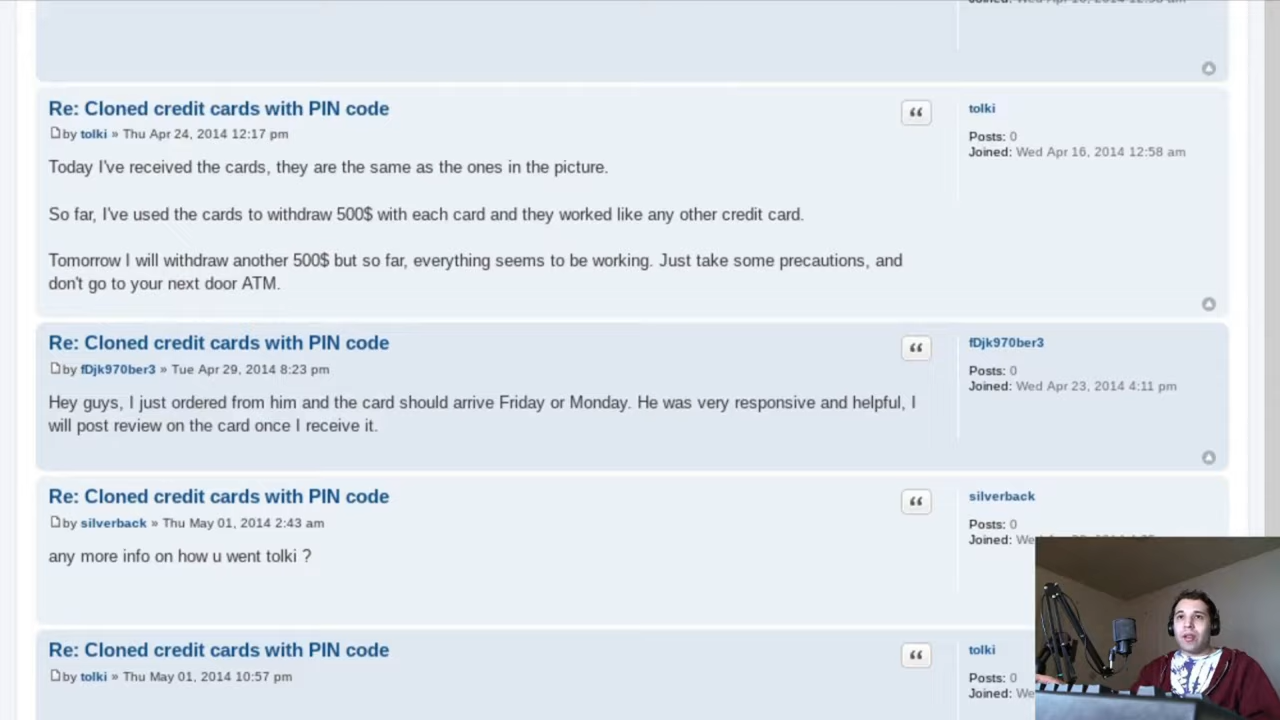 Re: Cloned credit cards with PIN code
by tolki » Thu Apr 24, 2014 12:17 pm
Today I've received the cards, they are the same as the ones in the picture.
So far, I've used the cards to withdraw 500$ with each card and they worked like any other credit card.
Tomorrow I will withdraw another 500$ but so far, everything seems to be working. Just take some precautions, and
don't go to your next door ATM.
tolki
Posts: 0
Joined: Wed Apr 16, 2014 12:58 am
Re: Cloned credit cards with PIN code
by fDjk970ber3 » Tue Apr 29, 2014 8:23 pm
Hey guys, I just ordered from him and the card should arrive Friday or Monday. He was very responsive and helpful, I
will post review on the card once I receive it.
fDjk970ber3
Posts: 0
Joined: Wed Apr 23, 2014 4:11 pm
Re: Cloned credit cards with PIN code
by silverback » Thu May 01, 2014 2:43 am
any more info on how u went tolki ?
silverback
Posts: 0
Joined:
Re: Cloned credit cards with PIN code
by tolki » Thu May 01, 2014 10:57 pm
tolki
Posts: 0
Joined: